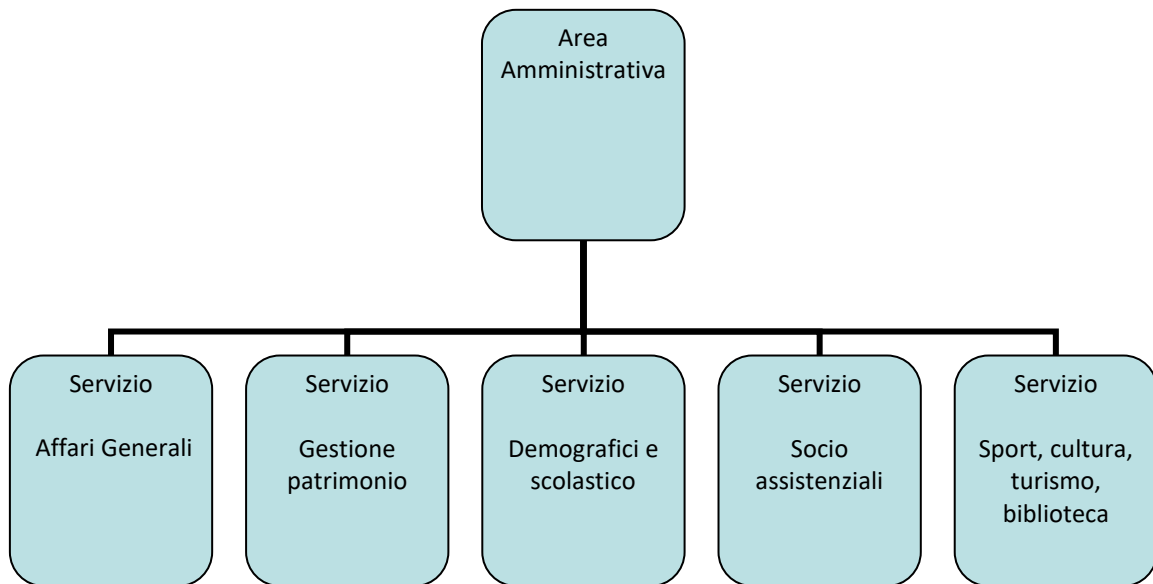 Area
Amministrativa
Servizio
Affari Generali
Servizio
Gestione
patrimonio
Servizio
Demografici e
scolastico
Servizio
Socio
assistenziali
Servizio
Sport, cultura,
turismo,
biblioteca